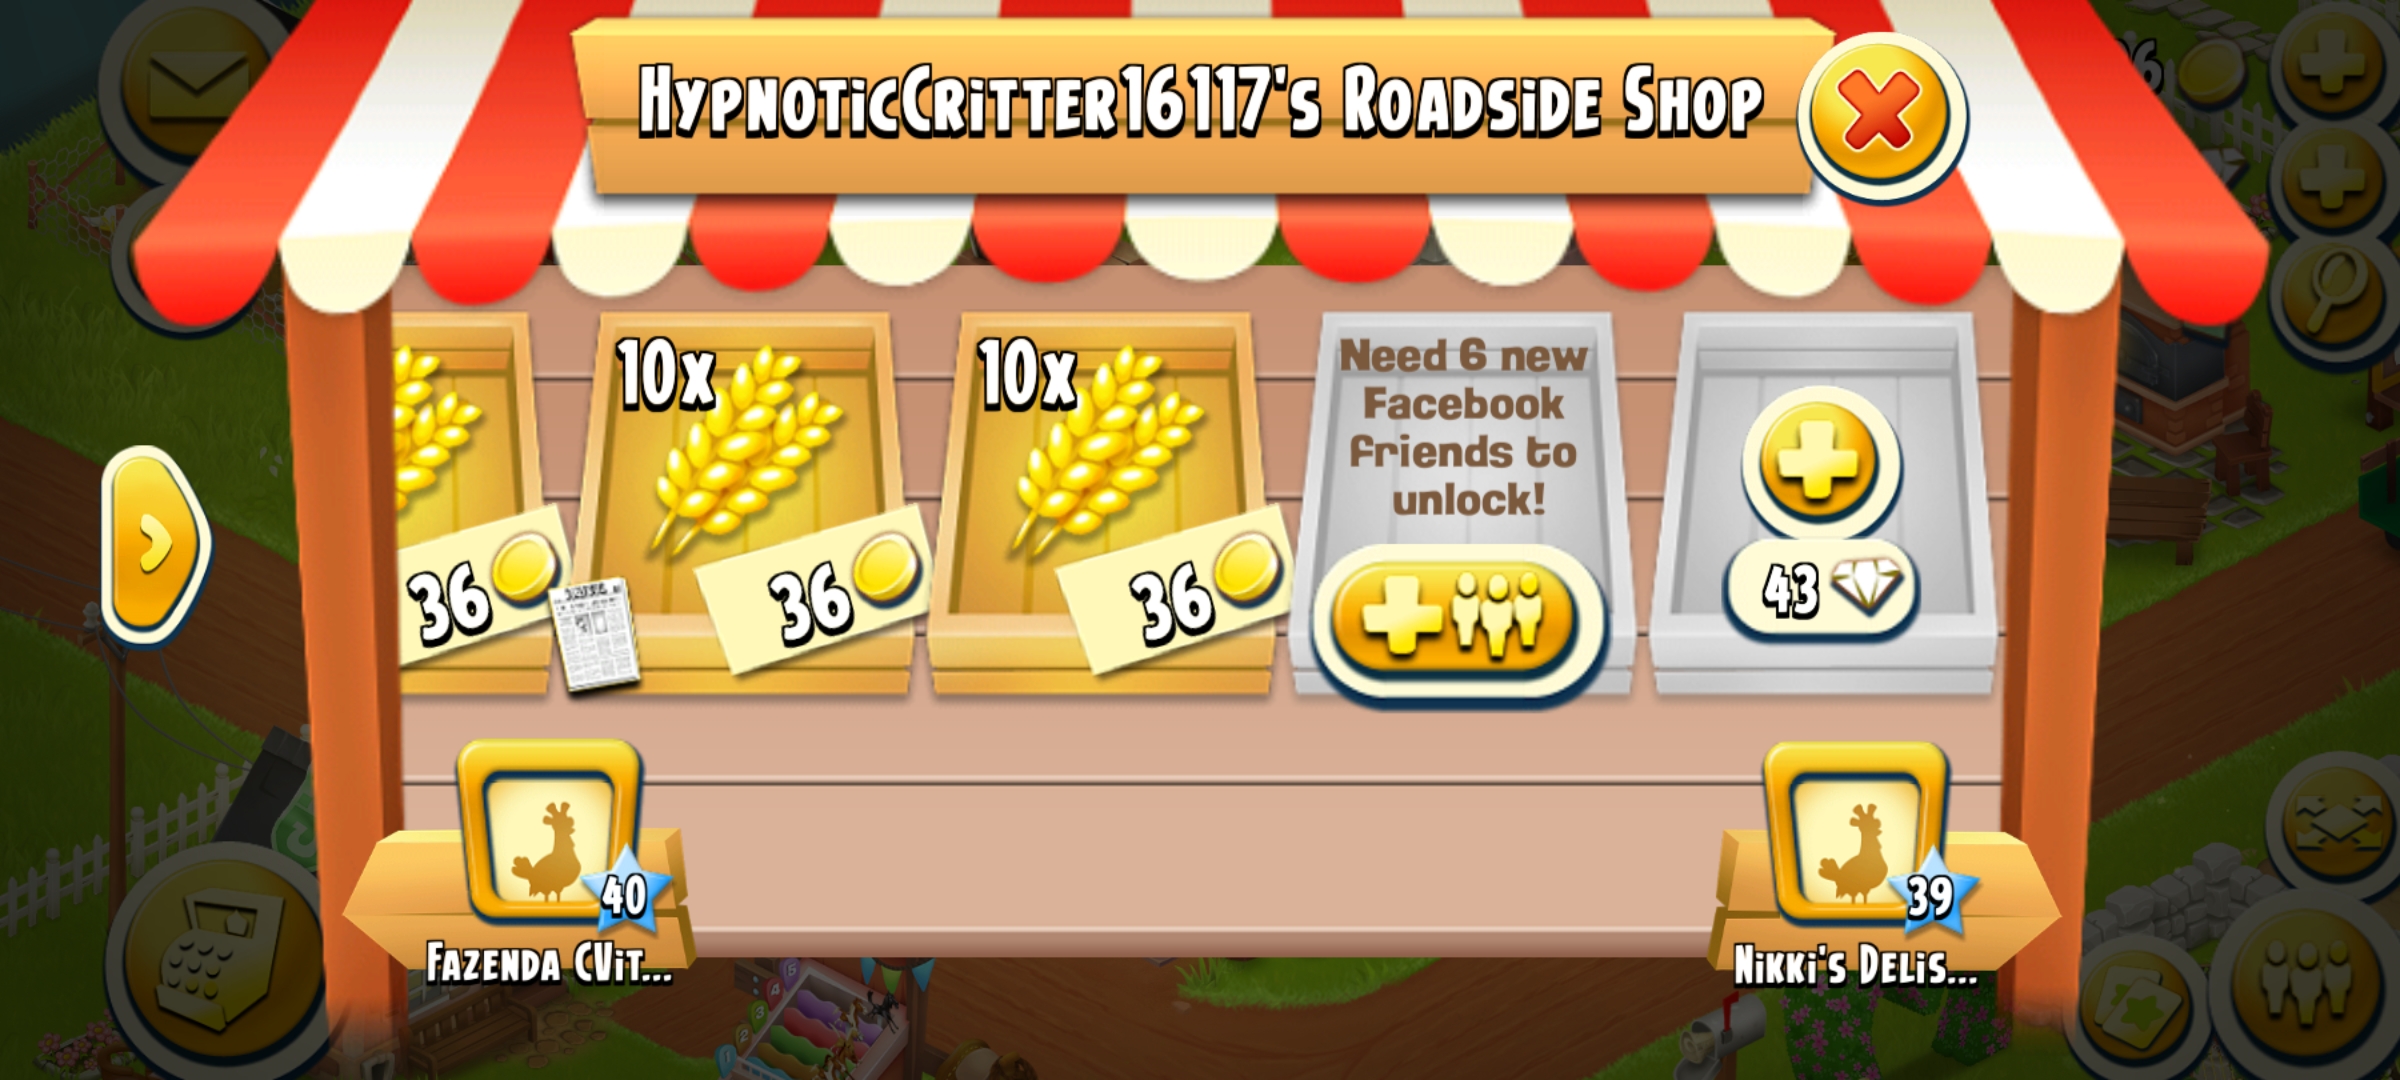 HypnoticCritter16117's Roadside Shop
10x
10x
36
36
36
Need 6 new
Facebook
friends to
unlock!
43
40
Fazenda CVit...
39
Nikki's Delis...